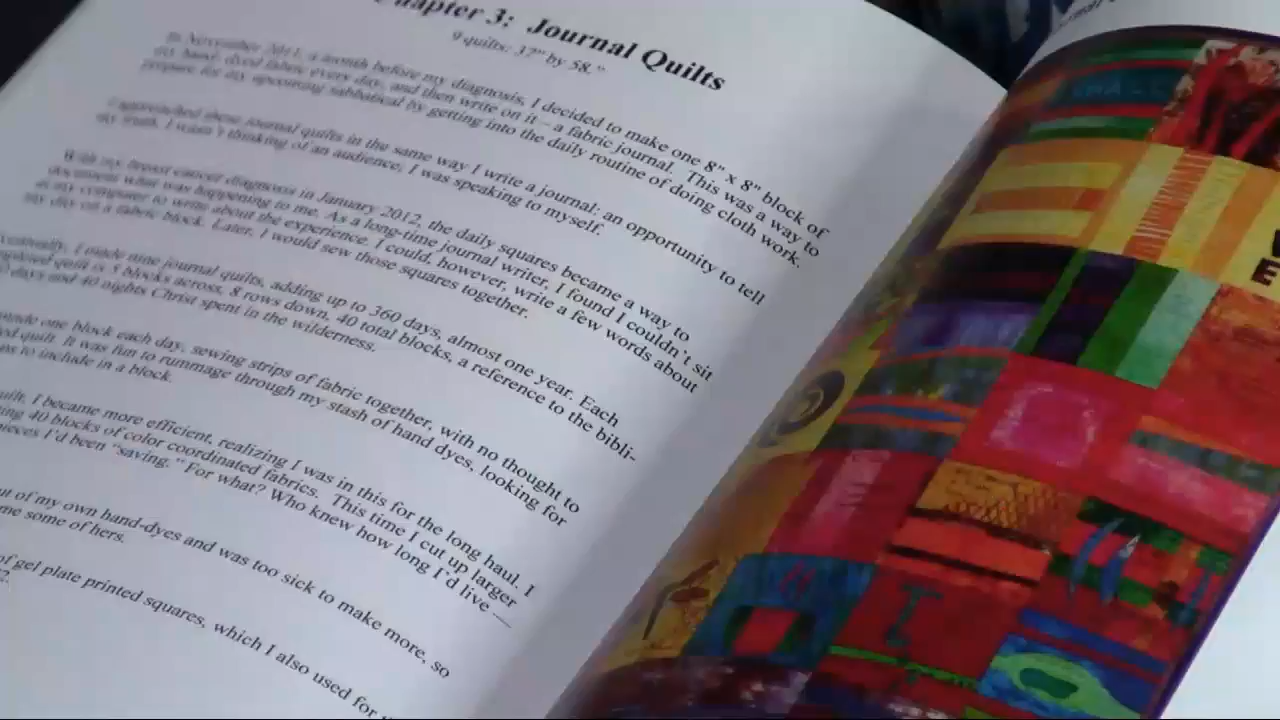 Chapter 3: Journal Quilts
9 quilts: 37" by 58."
In November 2011, a month before my diagnosis, I decided to make one 8" x 8" block of
my hand-dyed fabric every day, and then write on it – a fabric journal. This was a way to
prepare for my upcoming sabbatical by getting into the daily routine of doing cloth work.
I approached these journal quilts in the same way I write a journal: an opportunity to tell
my truth. I wasn't thinking of an audience, I was speaking to myself.
With my breast cancer diagnosis in January 2012, the daily squares became a way to
document what was happening to me. As a long-time journal writer, I found I couldn't sit
at my computer to write about the experience. I could, however, write a few words about
my day on a fabric block. Later, I would sew those squares together.
I made nine journal quilts, adding up to 360 days, almost one year. Each
quilt is 5 blocks across, 8 rows down, 40 total blocks, a reference to the bibli-
days and 40 nights Christ spent in the wilderness.
made one block each day, sewing strips of fabric together, with no thought to
quilt. It was fun to rummage through my stash of hand dyes, looking for
to include in a block.
I became more efficient, realizing I was in this for the long haul. I
40 blocks of color coordinated fabrics. This time I cut up larger
pieces I'd been "saving." For what? Who knew how long I'd live—
of my own hand-dyes and was too sick to make more, so
me some of hers.
of gel plate printed squares, which I also used for
E